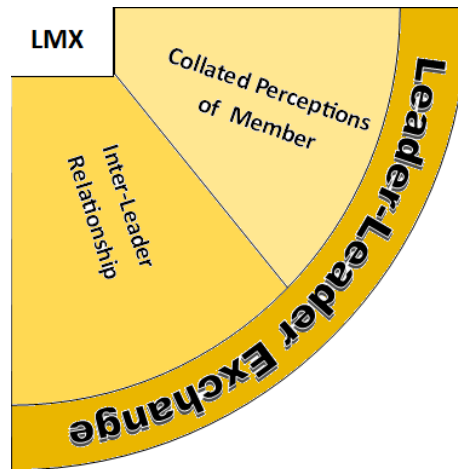 LMX
Collated Perceptions
of Member
Inter-Leader
Relationship
Leader-Leader Exchange